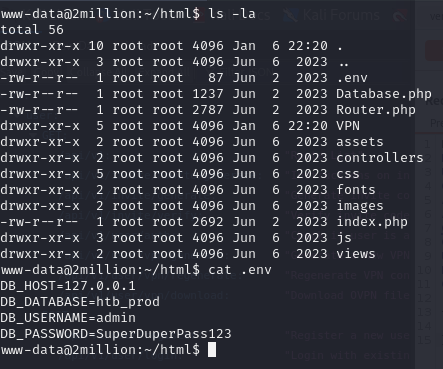 www-data@2million:~/html$ ls -la
total 56
drwxr-xr-x 10 root root 4096 Jan  6 22:20 .
drwxr-xr-x  3 root root 4096 Jun  6  2023 ..
-rw-r--r--  1 root root   87 Jun  2  2023 .env
-rw-r--r--  1 root root 1237 Jun  2  2023 Database.php
-rw-r--r--  1 root root 2787 Jun  2  2023 Router.php
drwxr-xr-x  5 root root 4096 Jan  6 22:20 VPN
drwxr-xr-x  2 root root 4096 Jun  6  2023 assets
drwxr-xr-x  2 root root 4096 Jun  6  2023 controllers
drwxr-xr-x  5 root root 4096 Jun  6  2023 css
drwxr-xr-x  2 root root 4096 Jun  6  2023 fonts
drwxr-xr-x  2 root root 4096 Jun  6  2023 images
-rw-r--r--  1 root root 2692 Jun  2  2023 index.php
drwxr-xr-x  3 root root 4096 Jun  6  2023 js
drwxr-xr-x  2 root root 4096 Jun  6  2023 views
www-data@2million:~/html$ cat .env
DB_HOST=127.0.0.1
DB_DATABASE=htb_prod
DB_USERNAME=admin
DB_PASSWORD=SuperDuperPass123
www-data@2million:~/html$